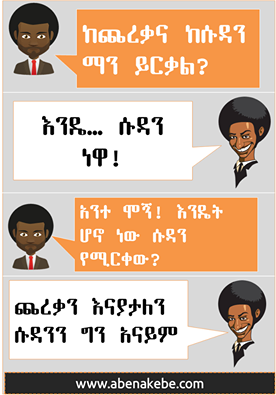 ከጨረቃና ከሱዳን
ማን ይርቃል?
እንዴ... ሱዳን
ነዋ!
አንተ ሞኝ! እንዴት
ሆኖ ነው ሱዳን
የሚርቀው?
ጨረቃን እናያታለን
ሱዳንን ግን አናይም
www.abenakebe.com